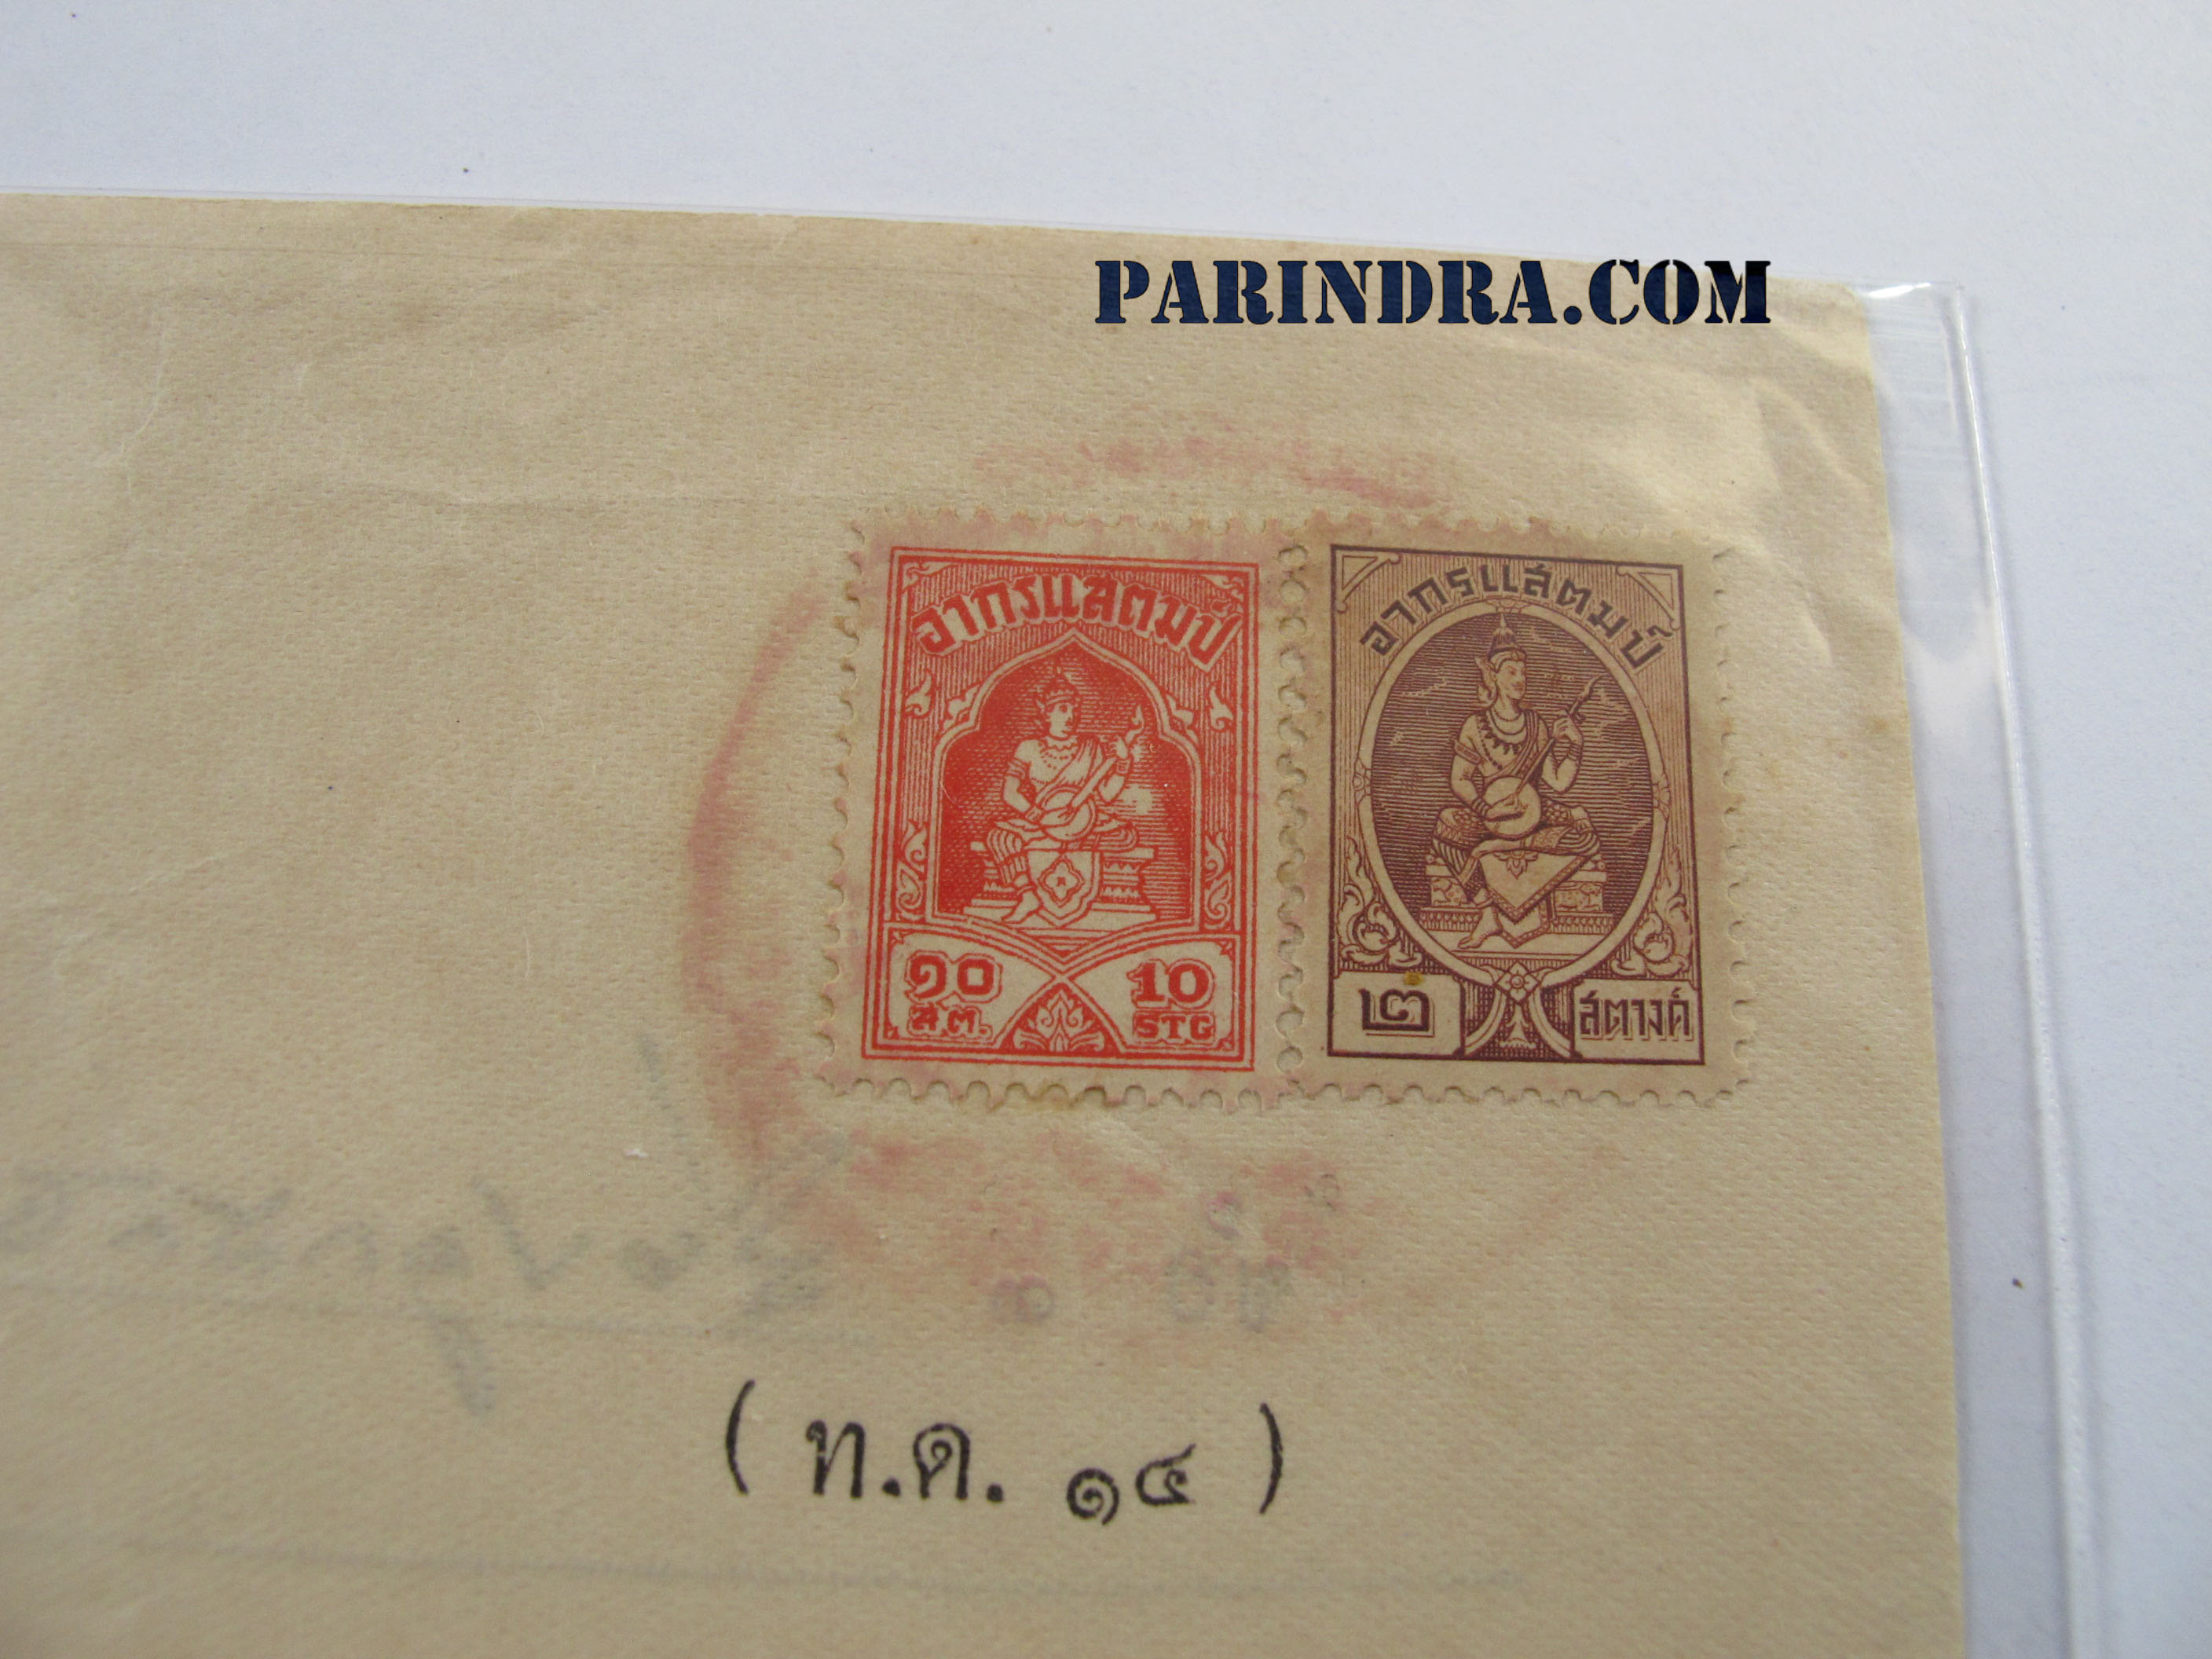 PARINDRA.COM
อากรแสตมป์
๑๐ 10
ส.ต. STG
อากรแสตมป์
๒ สตางค์
( ท.ด. ๑๔ )